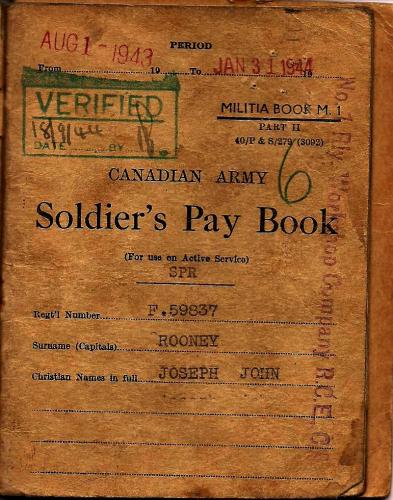 PERIOD
AUG 1 - 1943
JAN 31 1944
From 19 To 19
VERIFIED
18/9/44
DATE BY
MILITIA BOOK M. 1
PART II
40/P & S/279 (3092)
6
CANADIAN ARMY
Soldier's Pay Book
(For use on Active Service)
SPR
Regt'l Number F.59837
Surname (Capitals) ROONEY
Christian Names in full JOSEPH JOHN
No. 1 Workshop Company, R.C.E.